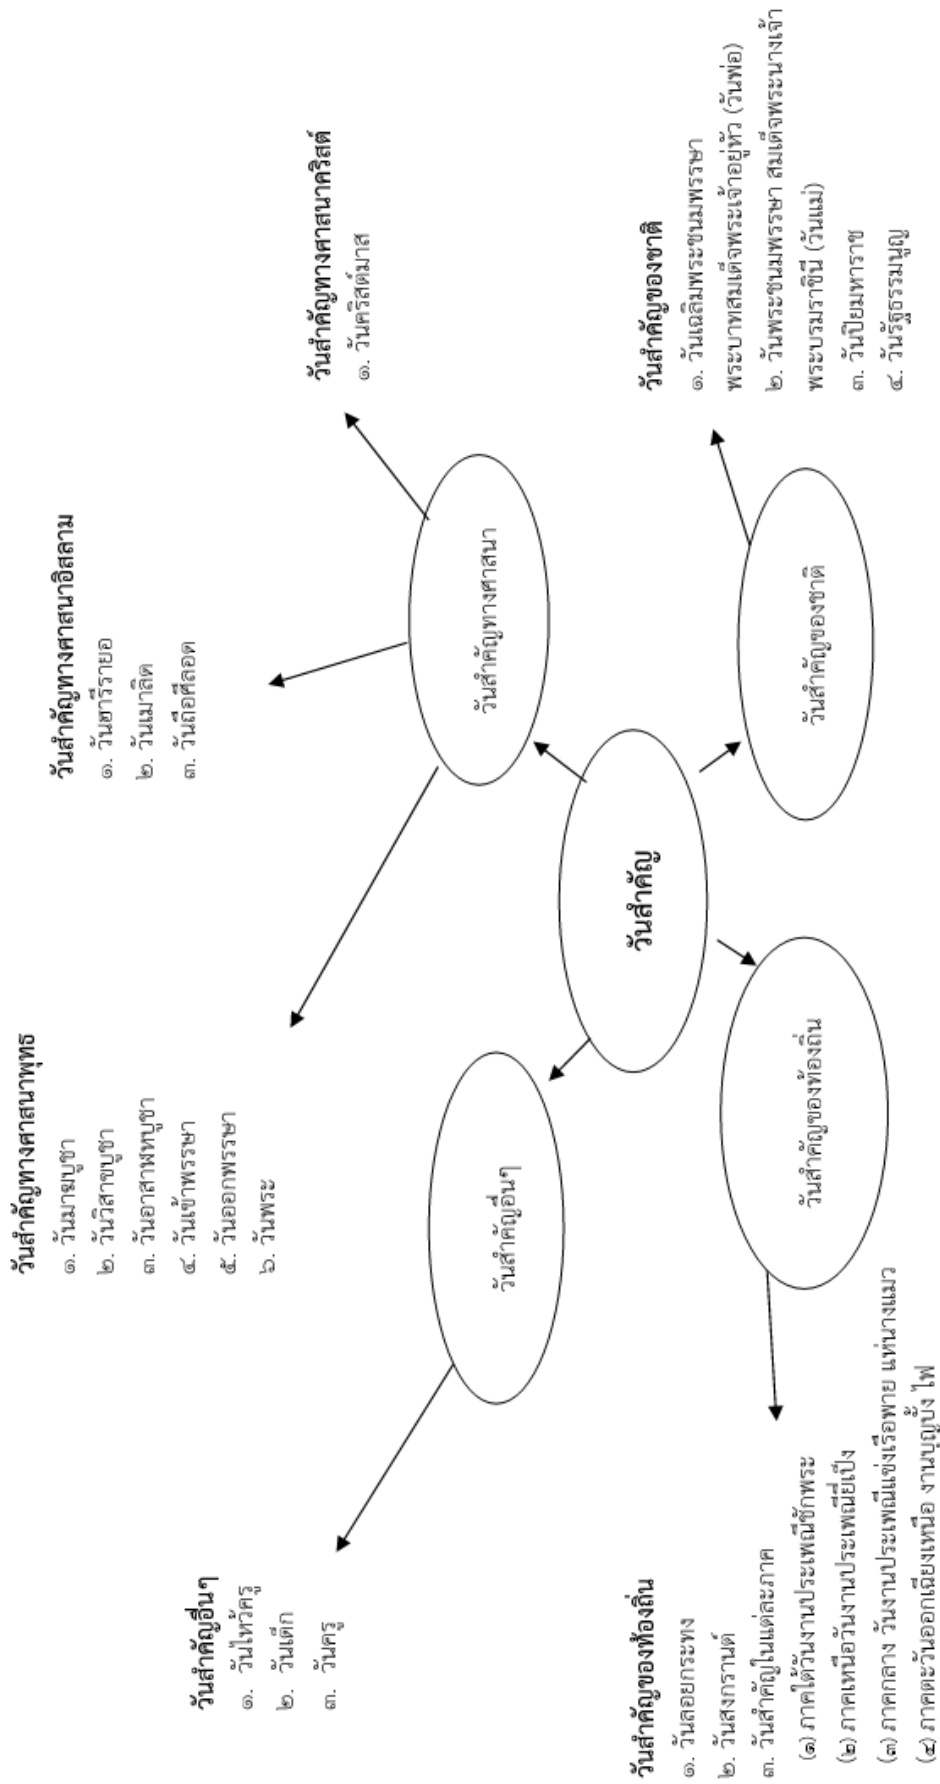 วันสำคัญทางศาสนาพุทธ
๑. วันมาฆบูชา
๒. วันวิสาขบูชา
๓. วันอาสาฬหบูชา
๔. วันเข้าพรรษา
๕. วันออกพรรษา
๖. วันพระ
วันสำคัญทางศาสนาอิสลาม
๑. วันฮารีรายอ
๒. วันเมาลิด
๓. วันถือศีลอด
วันสำคัญทางศาสนาคริสต์
๑. วันคริสต์มาส
วันสำคัญอื่นๆ
๑. วันไหว้ครู
๒. วันเด็ก
๓. วันครู
วันสำคัญอื่นๆ
วันสำคัญทางศาสนา
วันสำคัญ
วันสำคัญของท้องถิ่น
วันสำคัญของชาติ
วันสำคัญของท้องถิ่น
๑. วันลอยกระทง
๒. วันสงกรานต์
๓. วันสำคัญในแต่ละภาค
(๑) ภาคใต้วันงานประเพณีชักพระ
(๒) ภาคเหนือวันงานประเพณียี่เป็ง
(๓) ภาคกลาง วันงานประเพณีแข่งเรือพาย แห่นางแมว
(๔) ภาคตะวันออกเฉียงเหนือ งานบุญบั้ง ไฟ
วันสำคัญของชาติ
๑. วันเฉลิมพระชนมพรรษา
พระบาทสมเด็จพระเจ้าอยู่หัว (วันพ่อ)
๒. วันพระชนมพรรษา สมเด็จพระนางเจ้า
พระบรมราชินี (วันแม่)
๓. วันปิยมหาราช
๔. วันรัฐธรรมนูญ